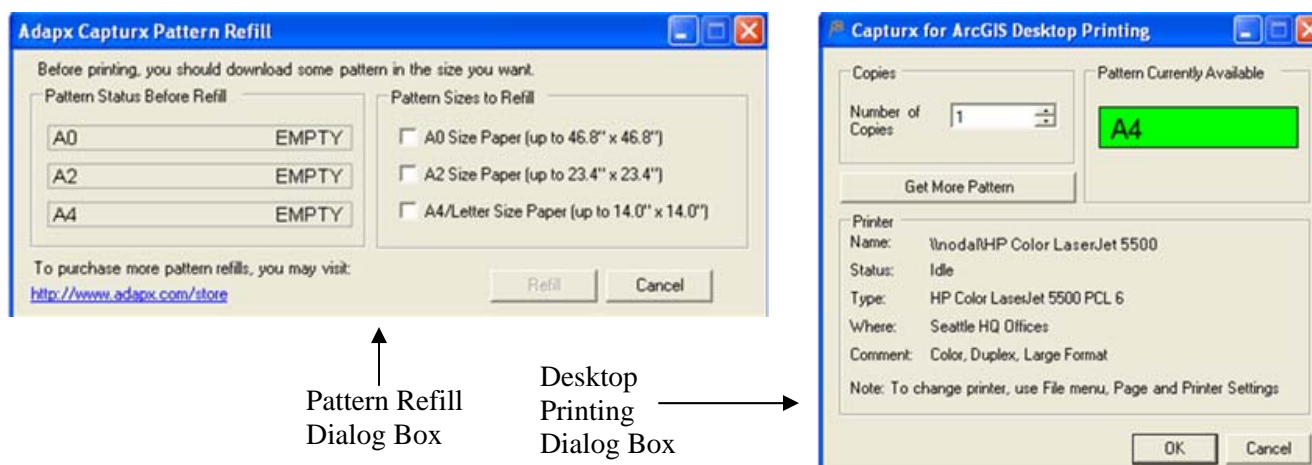 Adapx Capturx Pattern Refill
Before printing, you should download some pattern in the size you want.
Pattern Status Before Refill
A0 EMPTY
A2 EMPTY
A4 EMPTY
Pattern Sizes to Refill
A0 Size Paper (up to 46.8" x 46.8")
A2 Size Paper (up to 23.4" x 23.4")
A4/Letter Size Paper (up to 14.0" x 14.0")
To purchase more pattern refills, you may visit:
http://www.adapx.com/store
Refill
Cancel
Capturx for ArcGIS Desktop Printing
Copies
Number of
Copies
1
Pattern Currently Available
A4
Get More Pattern
Printer
Name: \\nodal\HP Color LaserJet 5500
Status: Idle
Type: HP Color LaserJet 5500 PCL 6
Where: Seattle HQ Offices
Comment: Color, Duplex, Large Format
Note: To change printer, use File menu, Page and Printer Settings
OK
Cancel
Pattern Refill
Dialog Box
Desktop
Printing
Dialog Box